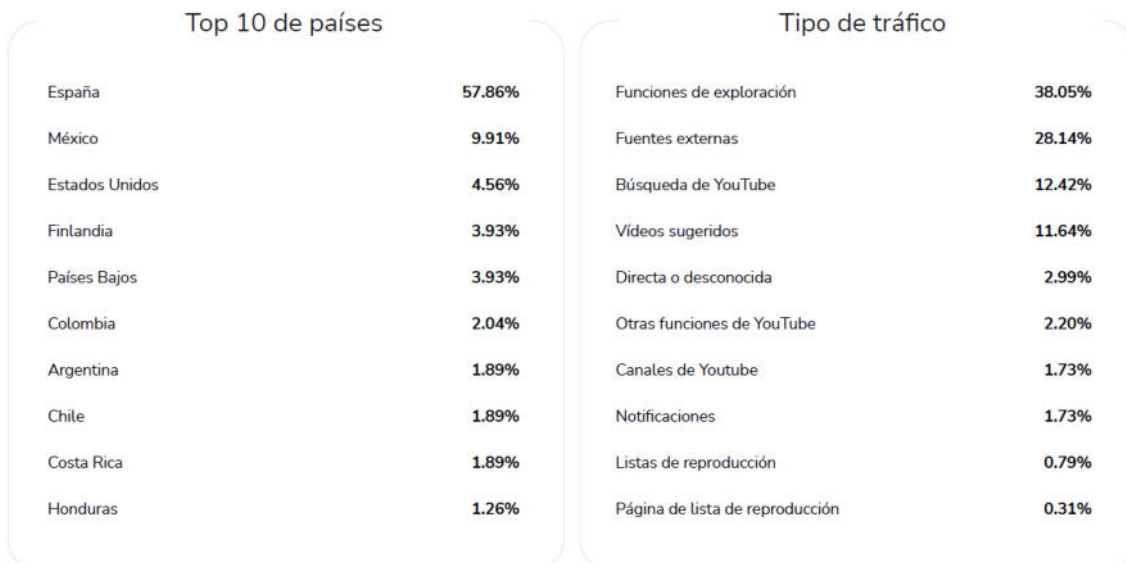 Top 10 de países
España 57.86%
México 9.91%
Estados Unidos 4.56%
Finlandia 3.93%
Países Bajos 3.93%
Colombia 2.04%
Argentina 1.89%
Chile 1.89%
Costa Rica 1.89%
Honduras 1.26%
Tipo de tráfico
Funciones de exploración 38.05%
Fuentes externas 28.14%
Búsqueda de YouTube 12.42%
Vídeos sugeridos 11.64%
Directa o desconocida 2.99%
Otras funciones de YouTube 2.20%
Canales de Youtube 1.73%
Notificaciones 1.73%
Listas de reproducción 0.79%
Página de lista de reproducción 0.31%